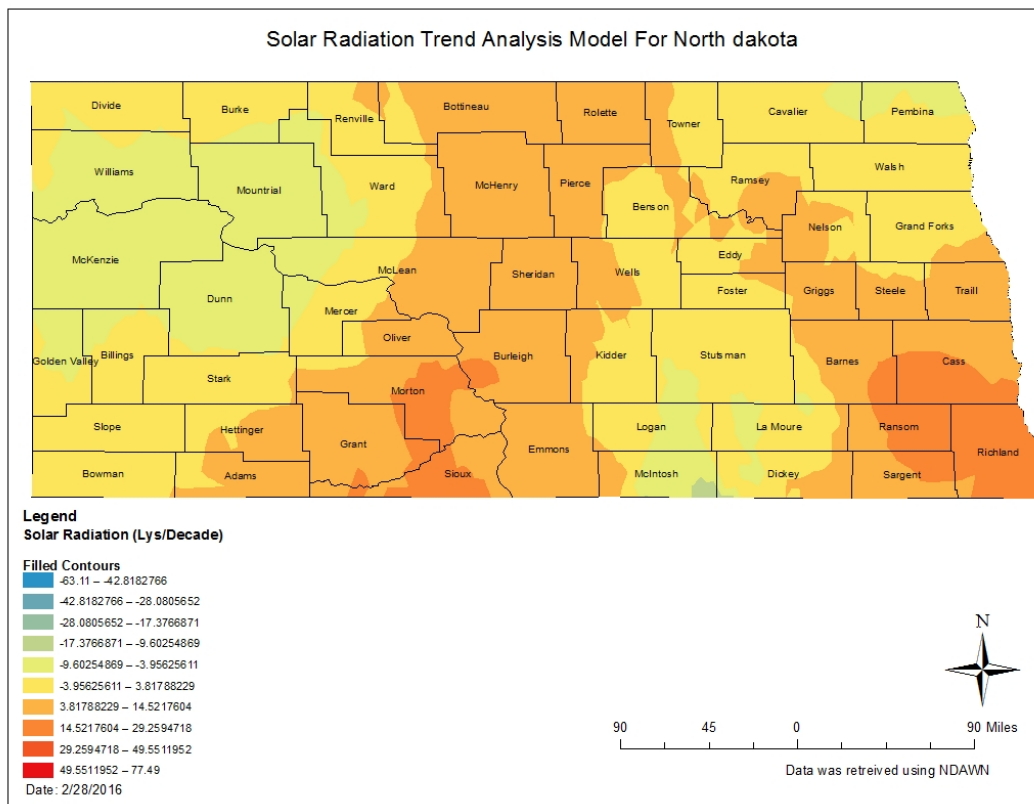 Solar Radiation Trend Analysis Model For North dakota
Divide
Burke
Renville
Bottineau
Rolette
Towner
Cavalier
Pembina
Williams
Mountrial
Ward
McHenry
Pierce
Benson
Ramsey
Walsh
Nelson
Grand Forks
McKenzie
Dunn
McLean
Sheridan
Wells
Eddy
Foster
Griggs
Steele
Traill
Mercer
Oliver
Golden Valley
Billings
Stark
Burleigh
Kidder
Stutsman
Barnes
Cass
Morton
Slope
Hettinger
Grant
Emmons
Logan
La Moure
Ransom
Richland
Bowman
Adams
Sioux
McIntosh
Dickey
Sargent
Legend
Solar Radiation (Lys/Decade)
Filled Contours
-63.11 – -42.8182766
-42.8182766 – -28.0805652
-28.0805652 – -17.3766871
-17.3766871 – -9.60254869
-9.60254869 – -3.95625611
-3.95625611 – 3.81788229
3.81788229 – 14.5217604
14.5217604 – 29.2594718
29.2594718 – 49.5511952
49.5511952 – 77.49
Date: 2/28/2016
N
90 45 0 90 Miles
Data was retreived using NDAWN